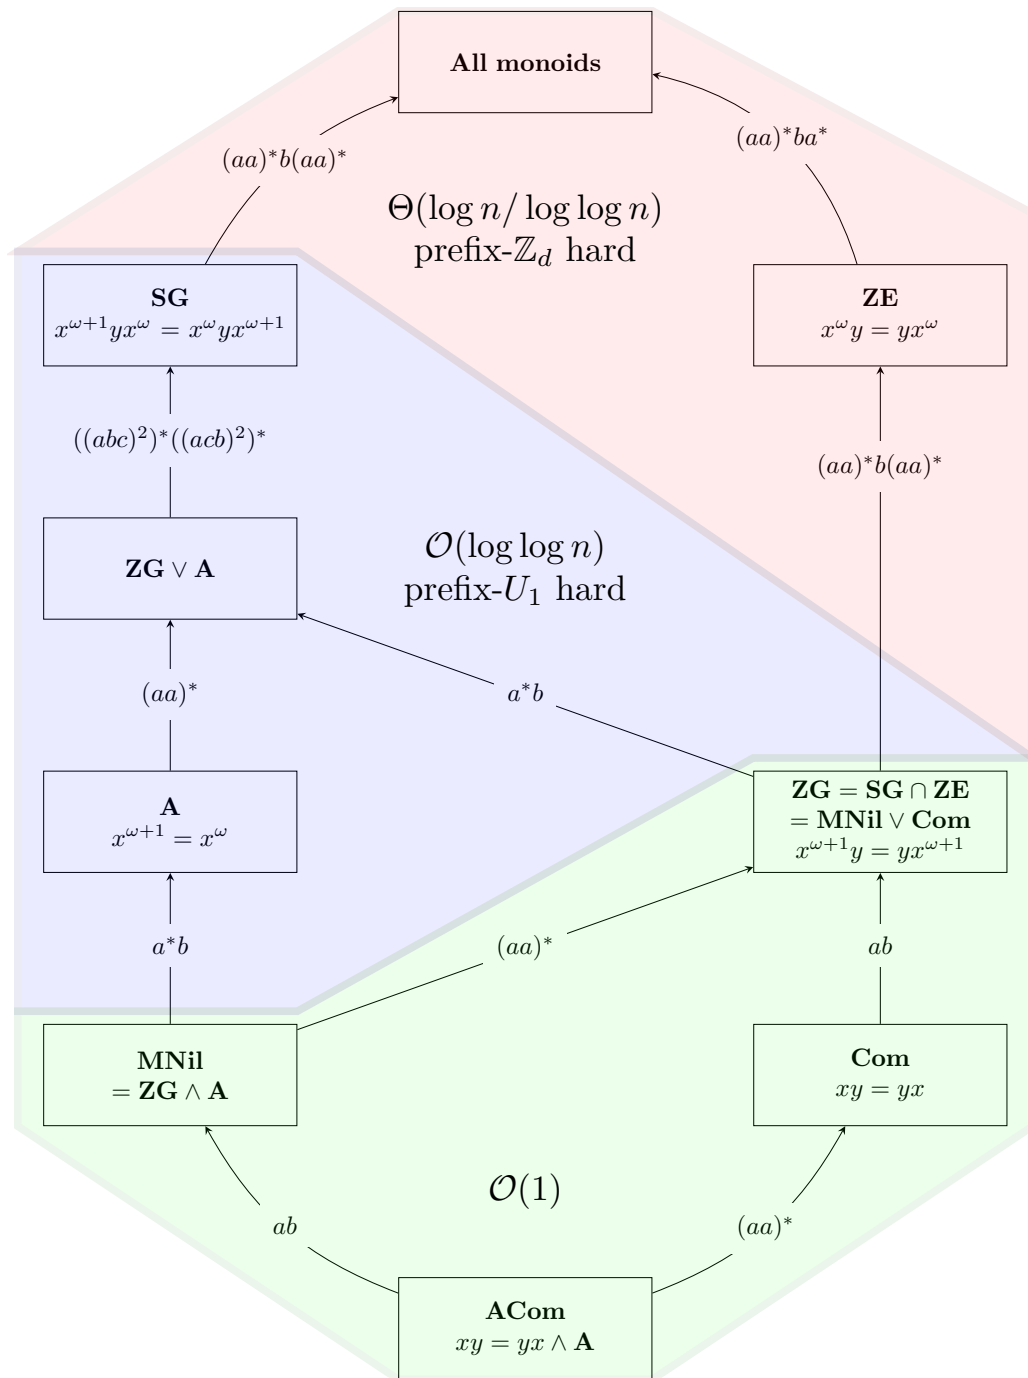 All monoids
(aa)*b(aa)*
(aa)*ba*
Θ(log n/ log log n)
prefix-ℤ_d hard
SG
x^{ω+1}yx^ω = x^ωyx^{ω+1}
ZE
x^ωy = yx^ω
((abc)²)*((acb)²)*
(aa)*b(aa)*
𝒪(log log n)
prefix-U₁ hard
ZG ∨ A
(aa)*
a*b
A
x^{ω+1} = x^ω
ZG = SG ∩ ZE
= MNil ∨ Com
x^{ω+1}y = yx^{ω+1}
a*b
(aa)*
ab
MNil
= ZG ∧ A
Com
xy = yx
𝒪(1)
ab
(aa)*
ACom
xy = yx ∧ A